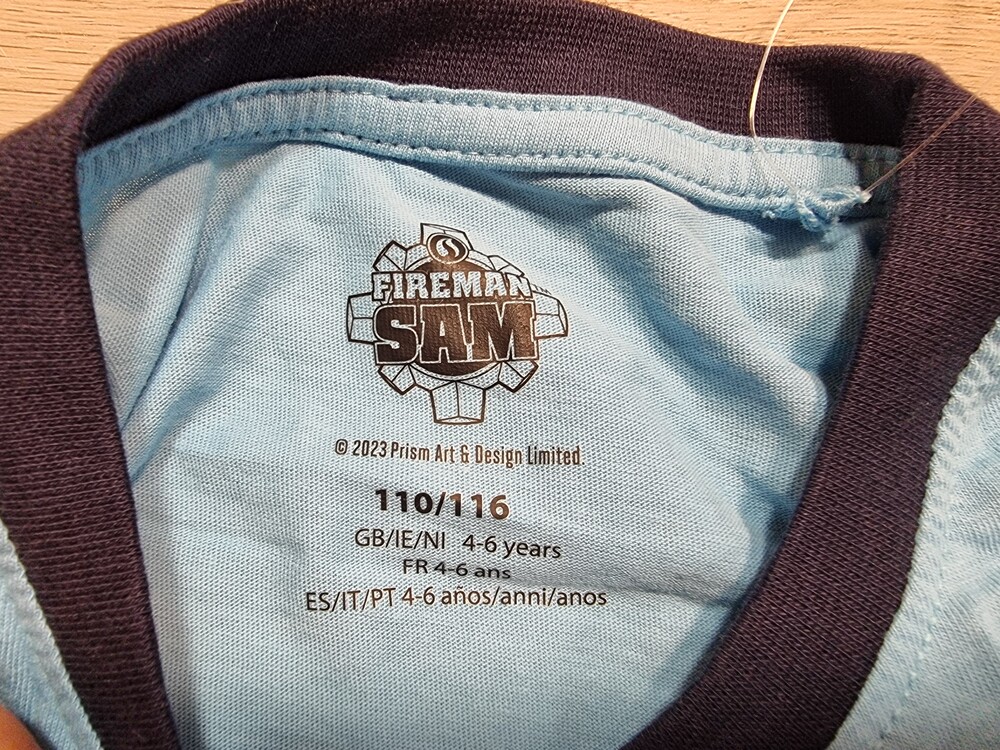 FIREMAN
SAM
© 2023 Prism Art & Design Limited.
110/116
GB/IE/NI 4-6 years
FR 4-6 ans
ES/IT/PT 4-6 años/anni/anos